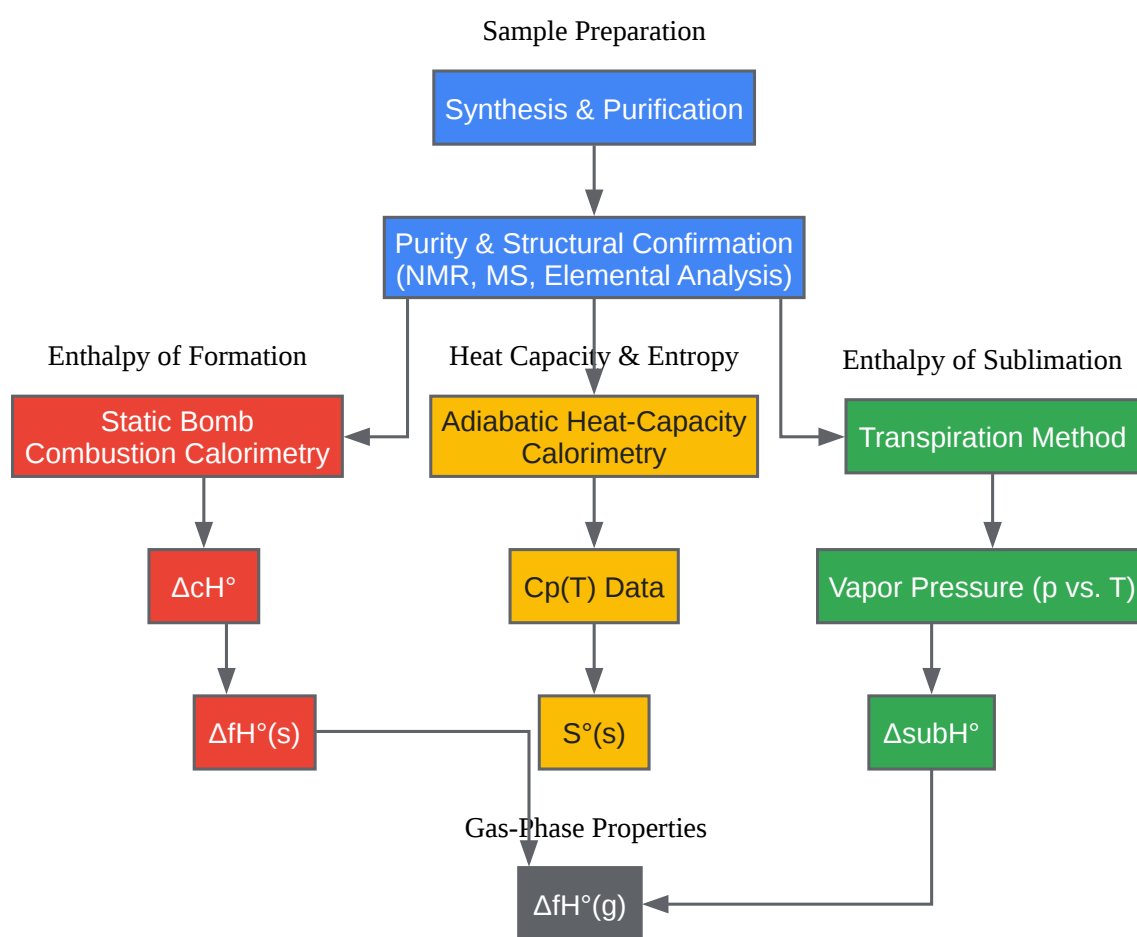 Sample Preparation
Synthesis & Purification
Purity & Structural Confirmation
(NMR, MS, Elemental Analysis)
Enthalpy of Formation
Heat Capacity & Entropy
Enthalpy of Sublimation
Static Bomb
Combustion Calorimetry
Adiabatic Heat-Capacity
Calorimetry
Transpiration Method
ΔcH°
Cp(T) Data
Vapor Pressure (p vs. T)
ΔfH°(s)
S°(s)
ΔsubH°
Gas-Phase Properties
ΔfH°(g)